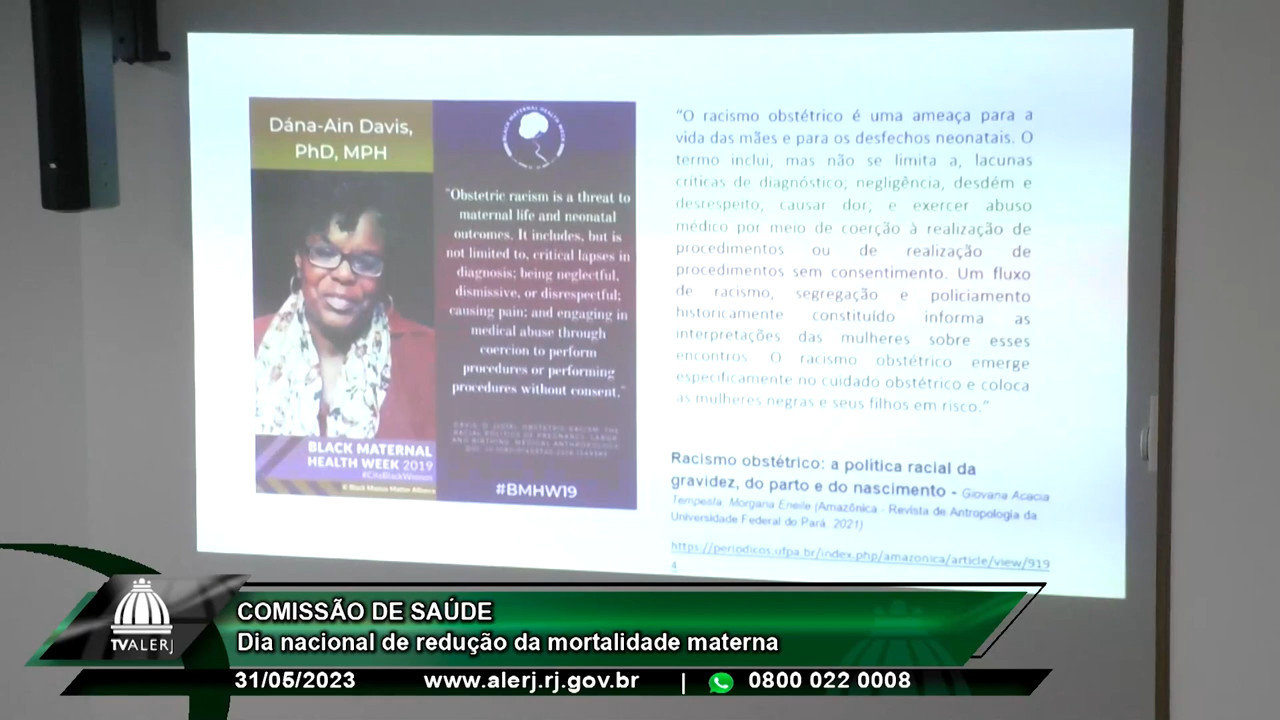 Dána-Ain Davis,
PhD, MPH
BLACK MATERNAL HEALTH WEEK
"Obstetric racism is a threat to
maternal life and neonatal
outcomes. It includes, but is
not limited to, critical lapses in
diagnosis; being neglectful,
dismissive, or disrespectful;
causing pain; and engaging in
medical abuse through
coercion to perform
procedures or performing
procedures without consent."
BLACK MATERNAL
HEALTH WEEK 2019
#CiteBlackWomen
© Black Mamas Matter Alliance
#BMHW19
“O racismo obstétrico é uma ameaça para a
vida das mães e para os desfechos neonatais. O
termo inclui, mas não se limita a, lacunas
críticas de diagnóstico; negligência, desdém e
desrespeito, causar dor; e exercer abuso
médico por meio de coerção à realização de
procedimentos ou de realização de
procedimentos sem consentimento. Um fluxo
de racismo, segregação e policiamento
historicamente constituído informa as
interpretações das mulheres sobre esses
encontros. O racismo obstétrico emerge
especificamente no cuidado obstétrico e coloca
as mulheres negras e seus filhos em risco.”
Racismo obstétrico: a política racial da
gravidez, do parto e do nascimento - Giovana Acacia
Tempesta. Morgana Eneile (Amazônica - Revista de Antropologia da
Universidade Federal do Pará. 2021)
https://periodicos.ufpa.br/index.php/amazonica/article/view/919
4
COMISSÃO DE SAÚDE
Dia nacional de redução da mortalidade materna
TVALERJ
31/05/2023 www.alerj.rj.gov.br | 0800 022 0008